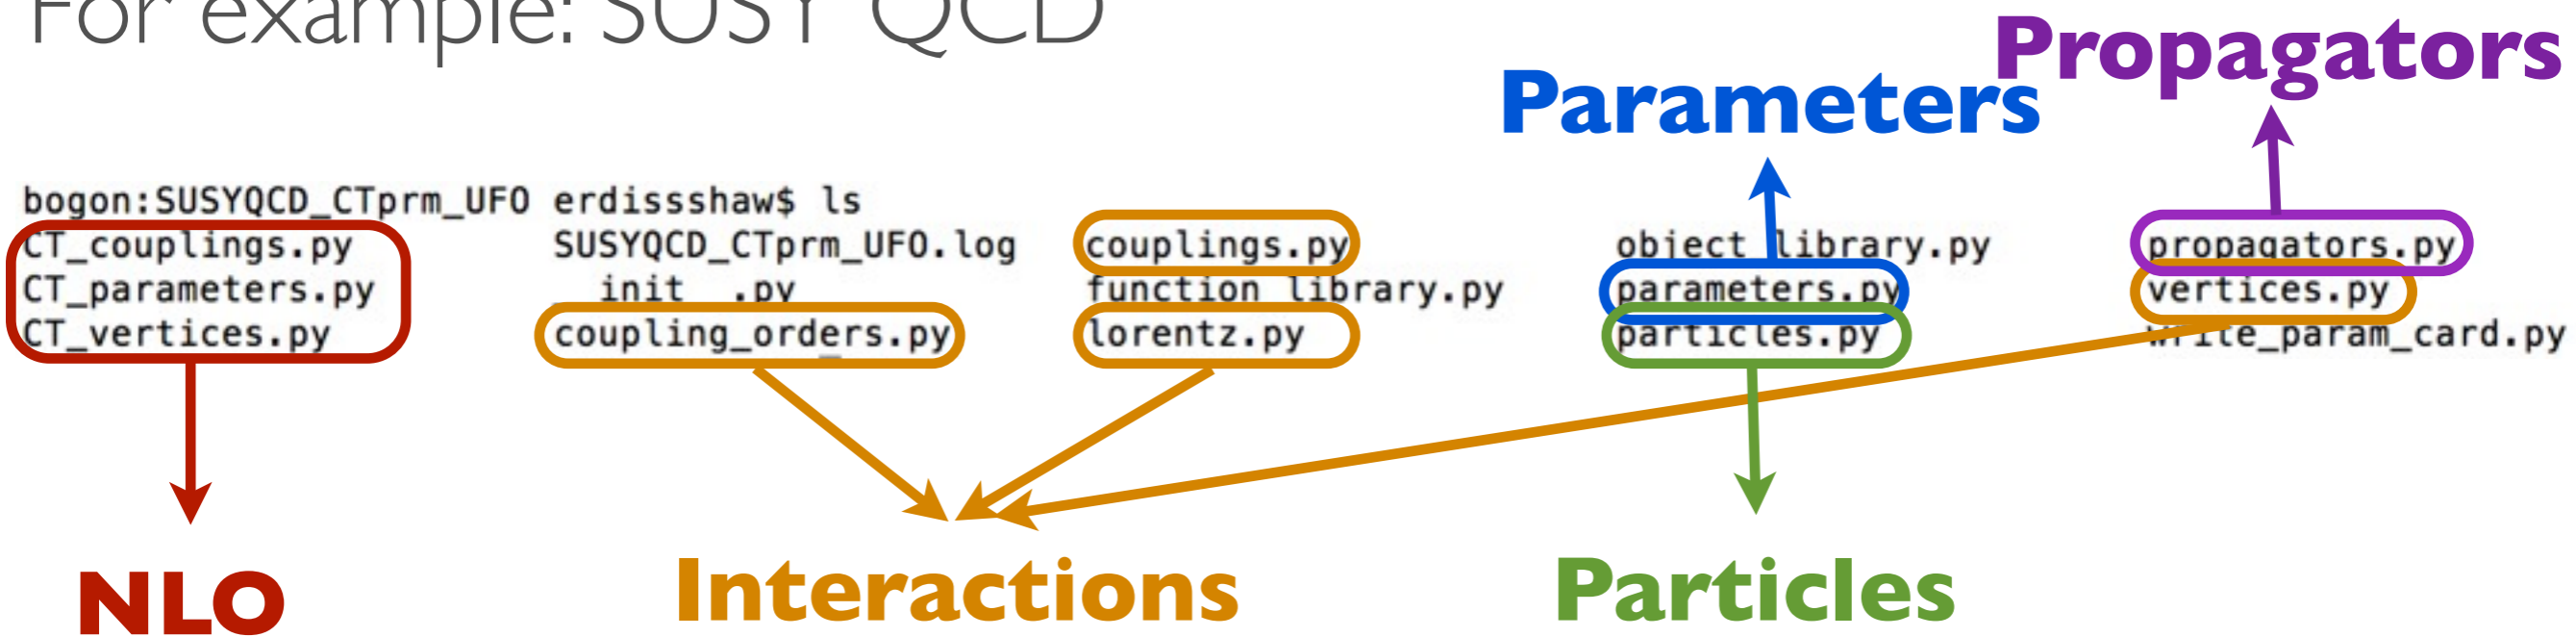 For example: SUSY QCD
Propagators
Parameters
bogon:SUSYQCD_CTprm_UFO erdissshaw$ ls
CT_couplings.py SUSYQCD_CTprm_UFO.log couplings.py object_library.py propagators.py
CT_parameters.py __init__.py function_library.py parameters.py vertices.py
CT_vertices.py coupling_orders.py lorentz.py particles.py write_param_card.py
NLO Interactions Particles